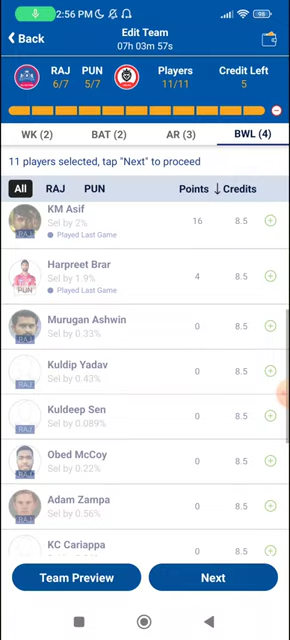 2:56 PM
98
Back
Edit Team
07h 03m 57s
RAJ PUN Players Credit Left
6/7 5/7 11/11 5
WK (2) BAT (2) AR (3) BWL (4)
11 players selected, tap "Next" to proceed
All RAJ PUN Points ↓ Credits
KM Asif
Sel by 2%
Played Last Game
RAJ
16 8.5
Harpreet Brar
Sel by 1.9%
Played Last Game
PUN
4 8.5
Murugan Ashwin
Sel by 0.33%
RAJ
0 8.5
Kuldip Yadav
Sel by 0.43%
RAJ
0 8.5
Kuldeep Sen
Sel by 0.089%
RAJ
0 8.5
Obed McCoy
Sel by 0.22%
RAJ
0 8.5
Adam Zampa
Sel by 0.56%
RAJ
0 8.5
KC Cariappa
0 8.5
Team Preview Next